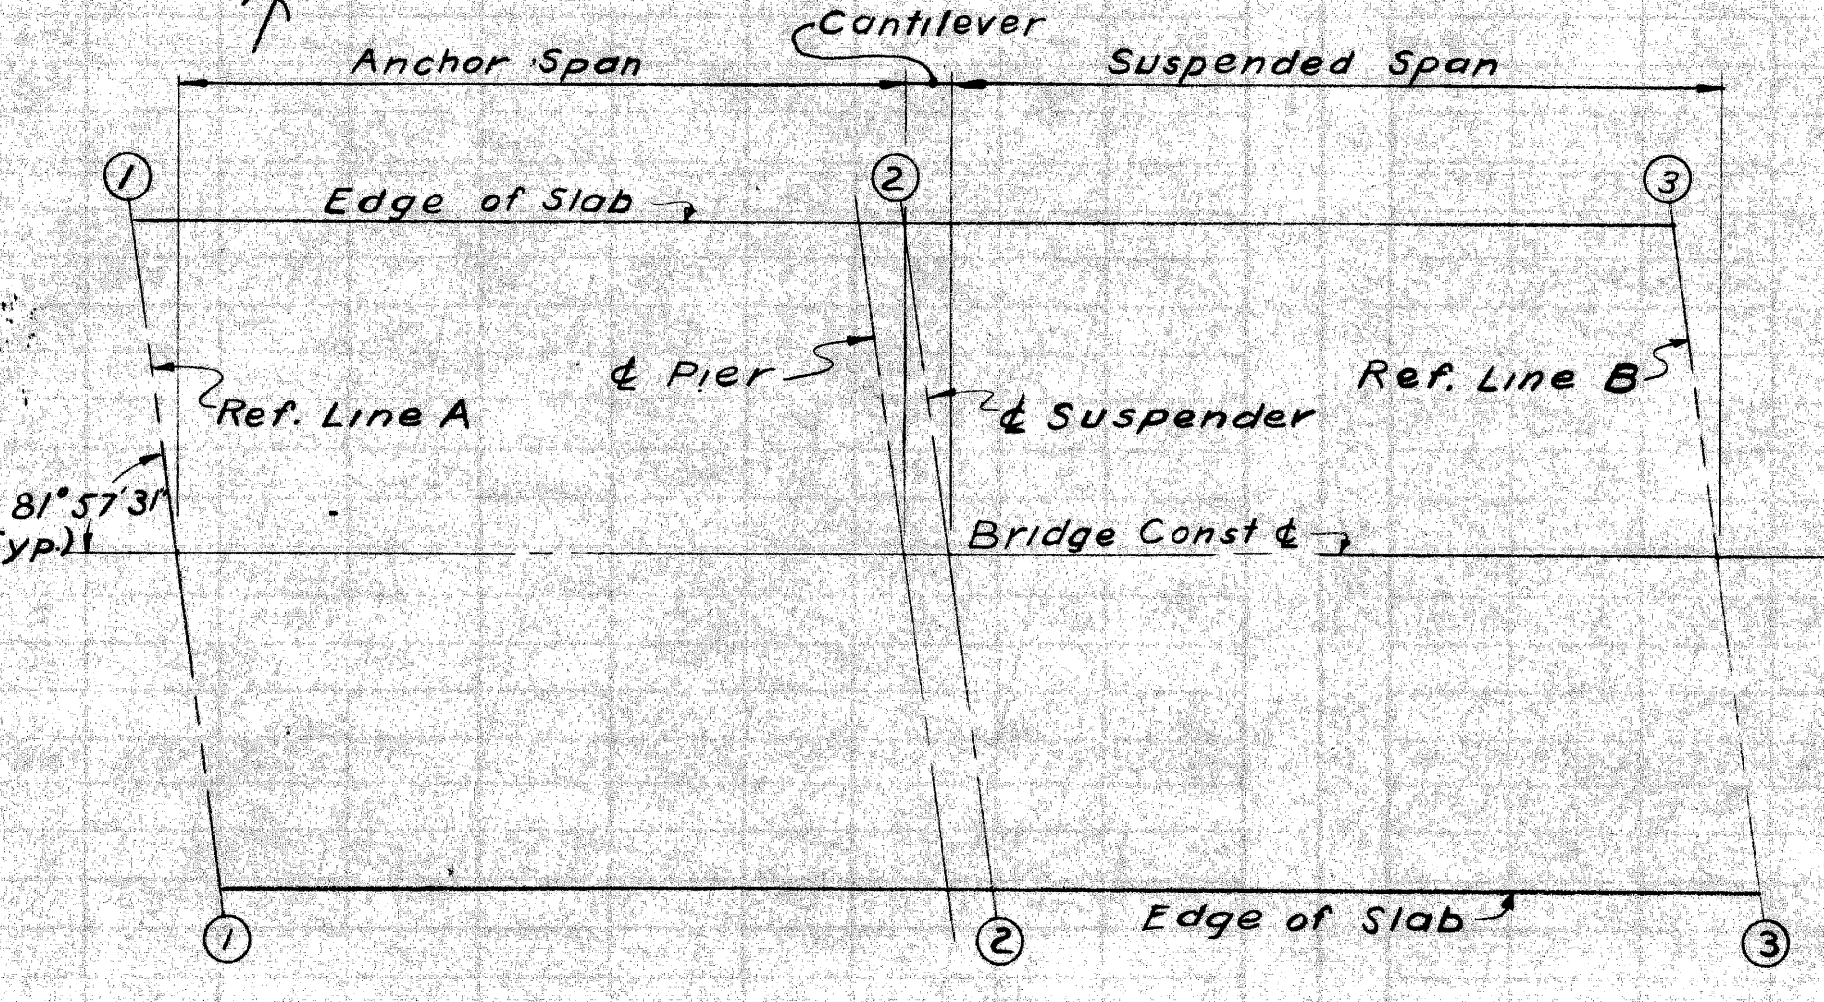 Cantilever
Anchor Span
Suspended Span
1
2
3
Edge of Slab
℄ Pier
Ref. Line B
Ref. Line A
℄ Suspender
81°57'31"
yp.)
Bridge Const ℄
Edge of Slab
1
2
3